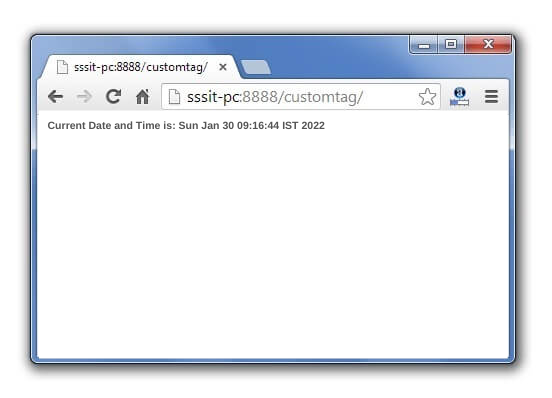 sssit-pc:8888/customtag/
sssit-pc:8888/customtag/
Current Date and Time is: Sun Jan 30 09:16:44 IST 2022